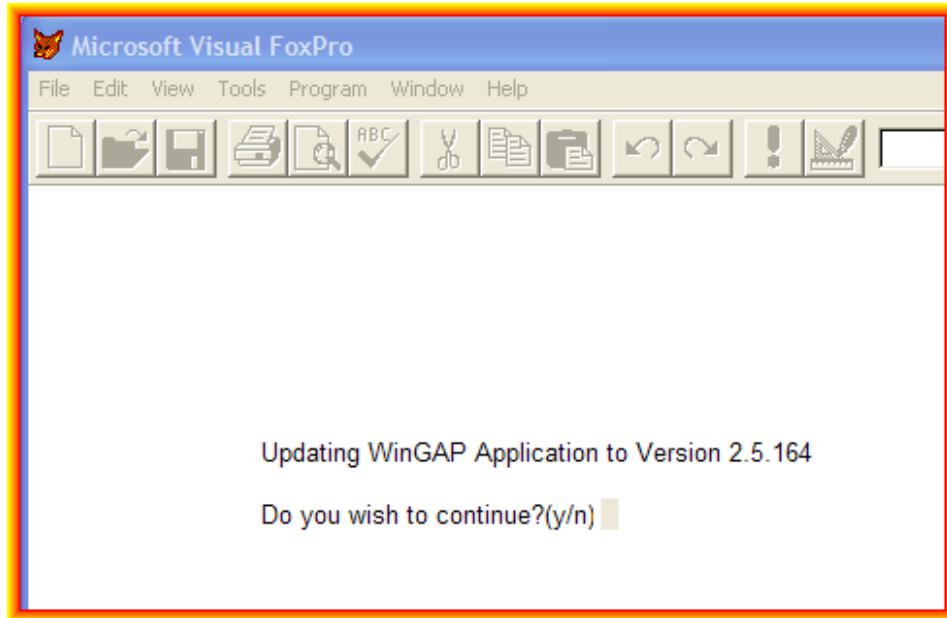 Microsoft Visual FoxPro
File Edit View Tools Program Window Help
ABC
Updating WinGAP Application to Version 2.5.164
Do you wish to continue?(y/n)